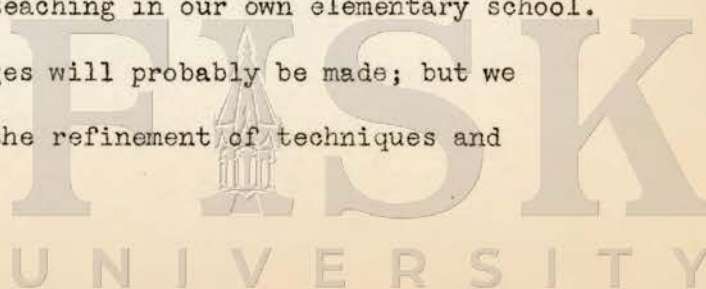 teaching in our own elementary school.
ges will probably be made; but we
he refinement of techniques and
FISK
UNIVERSITY